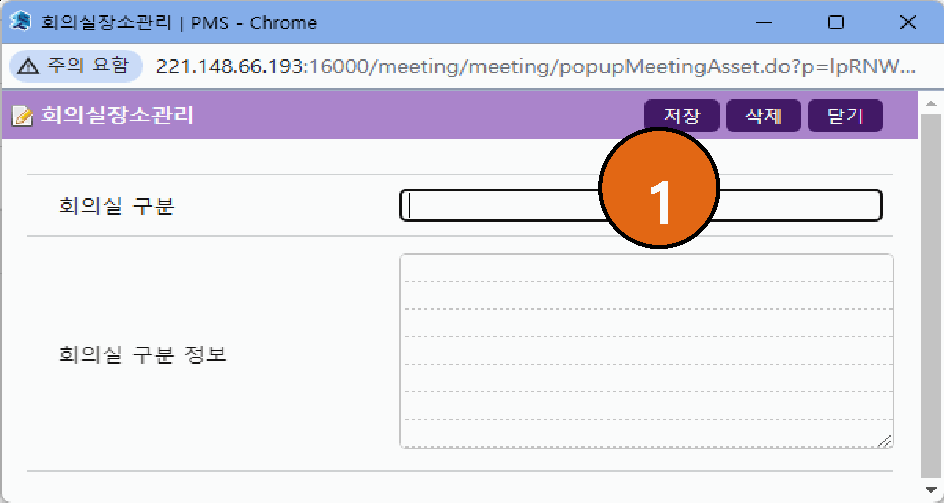 회의실장소관리 | PMS - Chrome
주의 요함 221.148.66.193:16000/meeting/meeting/popupMeetingAsset.do?p=lpRNW...
회의실장소관리 저장 삭제 닫기
회의실 구분
1
회의실 구분 정보